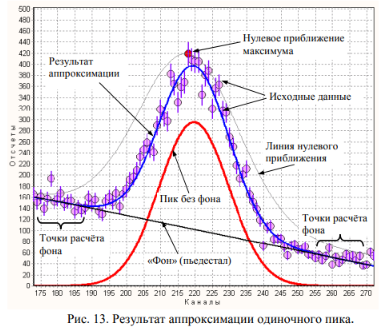 440
420
400
380
360
340
320
300
280
260
240
220
200
180
160
140
120
100
80
60
40
20
0
Отсчеты
Нулевое приближение
максимума
Результат
аппроксимации
Исходные данные
Линия нулевого
приближения
Пик без фона
Точки расчёта
фона
Точки расчёта
фона
«Фон» (пьедестал)
175 180 185 190 195 200 205 210 215 220 225 230 235 240 245 250 255 260 265 270
Каналы
Рис. 13. Результат аппроксимации одиночного пика.